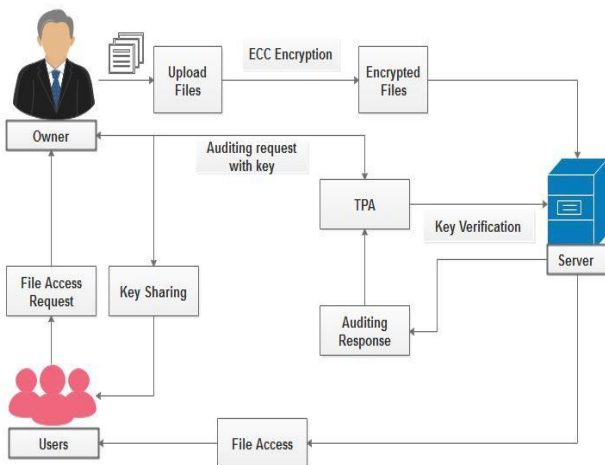 Upload
Files
ECC Encryption
Encrypted
Files
Owner
Auditing request
with key
TPA
Key Verification
Server
File Access
Request
Key Sharing
Auditing
Response
Users
File Access